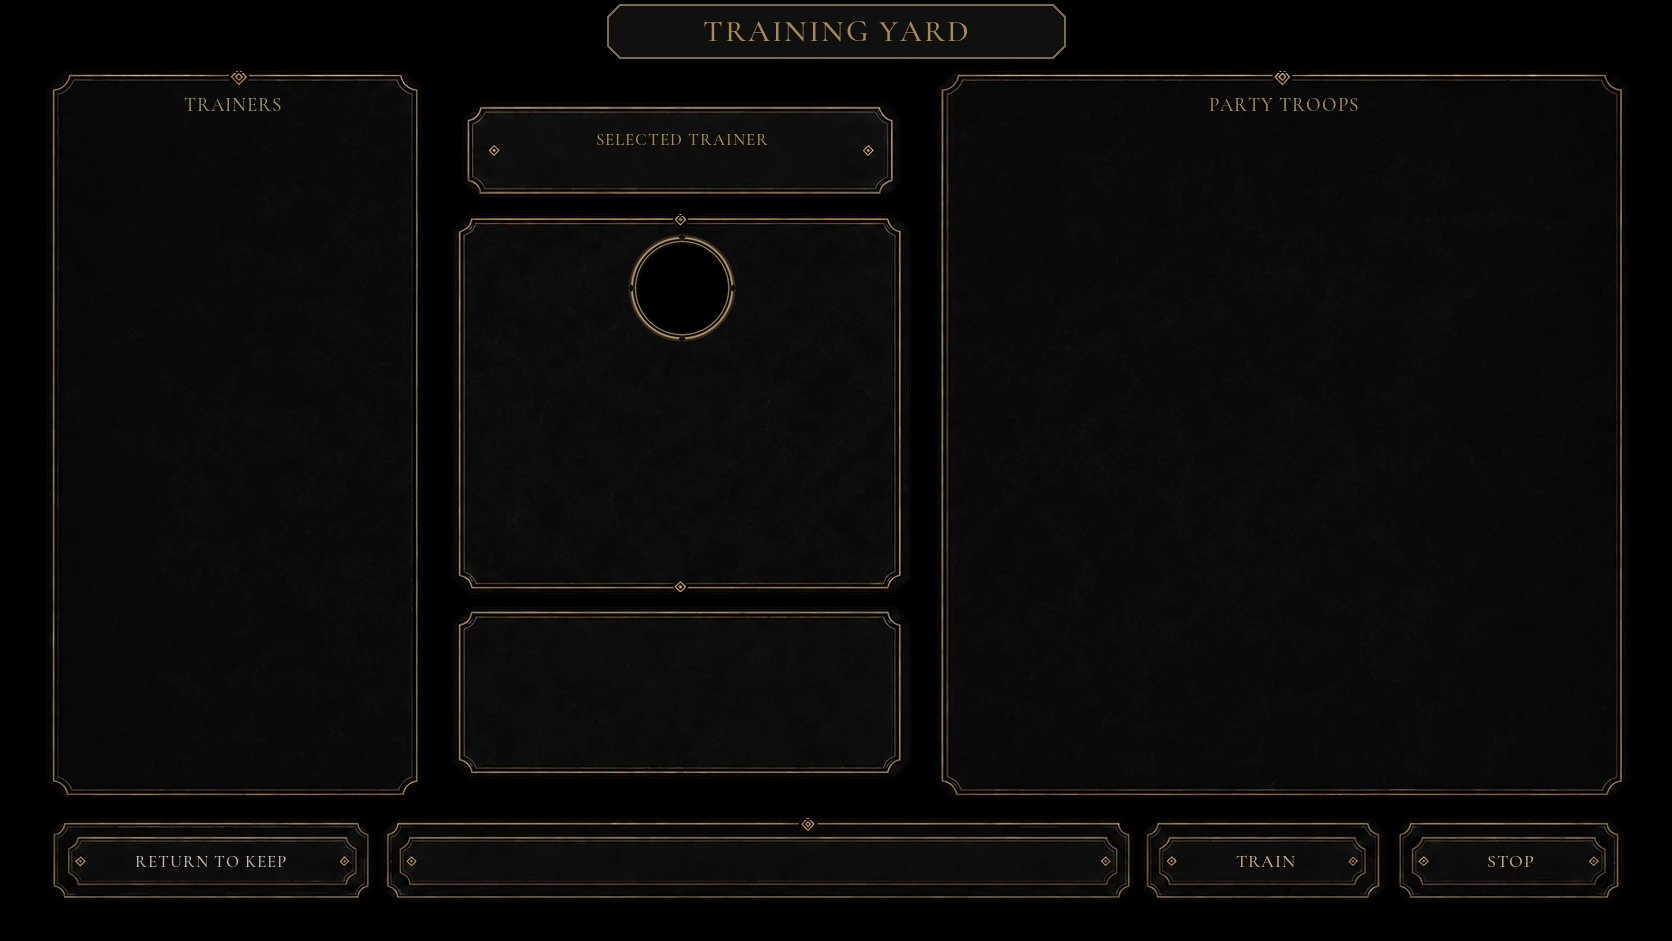 TRAINING YARD
TRAINERS
SELECTED TRAINER
PARTY TROOPS
RETURN TO KEEP
TRAIN
STOP